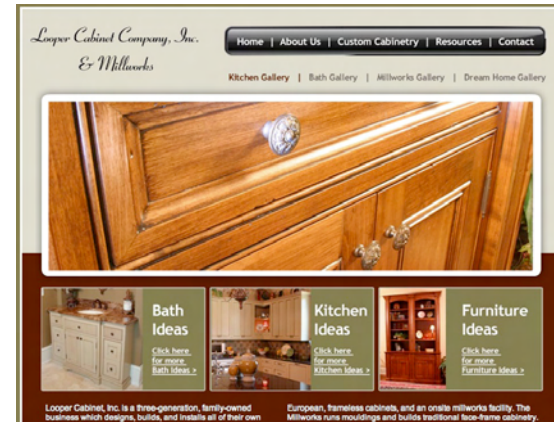 Looper Cabinet Company, Inc.
& Millworks
Home | About Us | Custom Cabinetry | Resources | Contact
Kitchen Gallery | Bath Gallery | Millworks Gallery | Dream Home Gallery
Bath
Ideas
Click here
for more
Bath Ideas >
Kitchen
Ideas
Click here
for more
Kitchen Ideas >
Furniture
Ideas
Click here
for more
Furniture Ideas >
Looper Cabinet, Inc. is a three-generation, family-owned
business which designs, builds, and installs all of their own
European, frameless cabinets, and an onsite millworks facility. The
Millworks runs mouldings and builds traditional face-frame cabinetry.